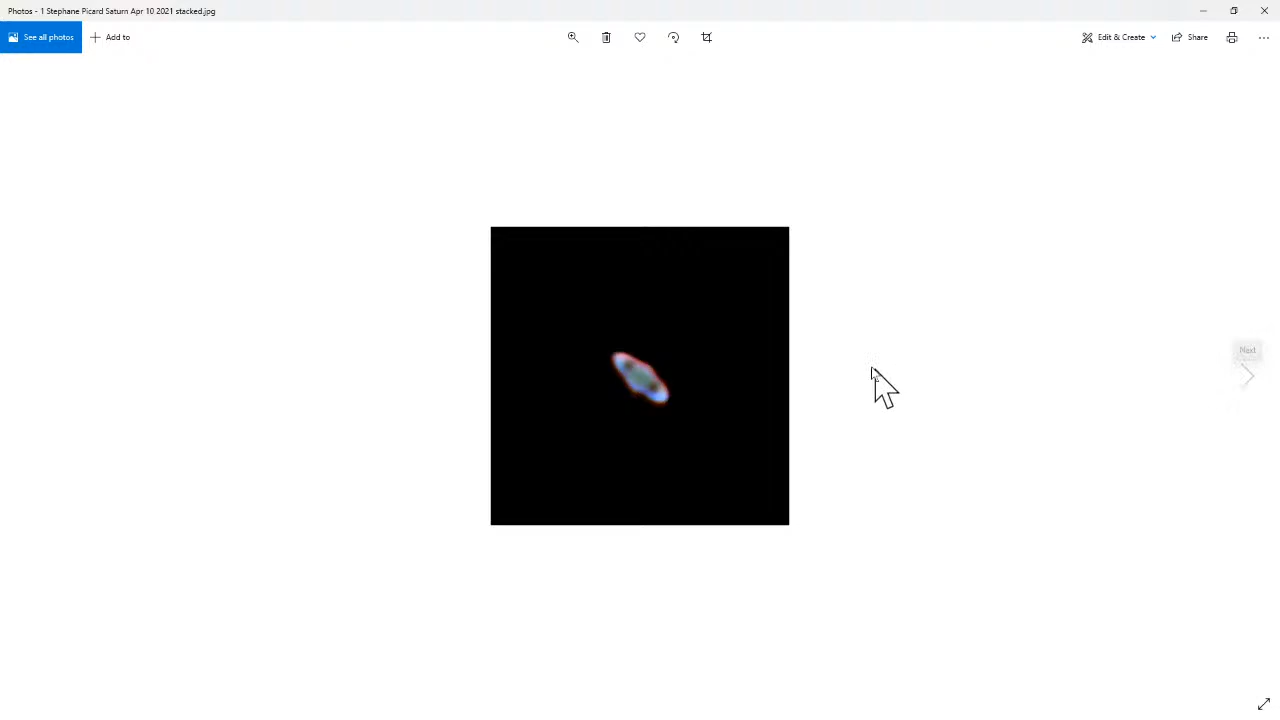 Photos - 1 Stephane Picard Saturn Apr 10 2021 stacked.jpg
See all photos
Add to
Edit & Create
Share
Next